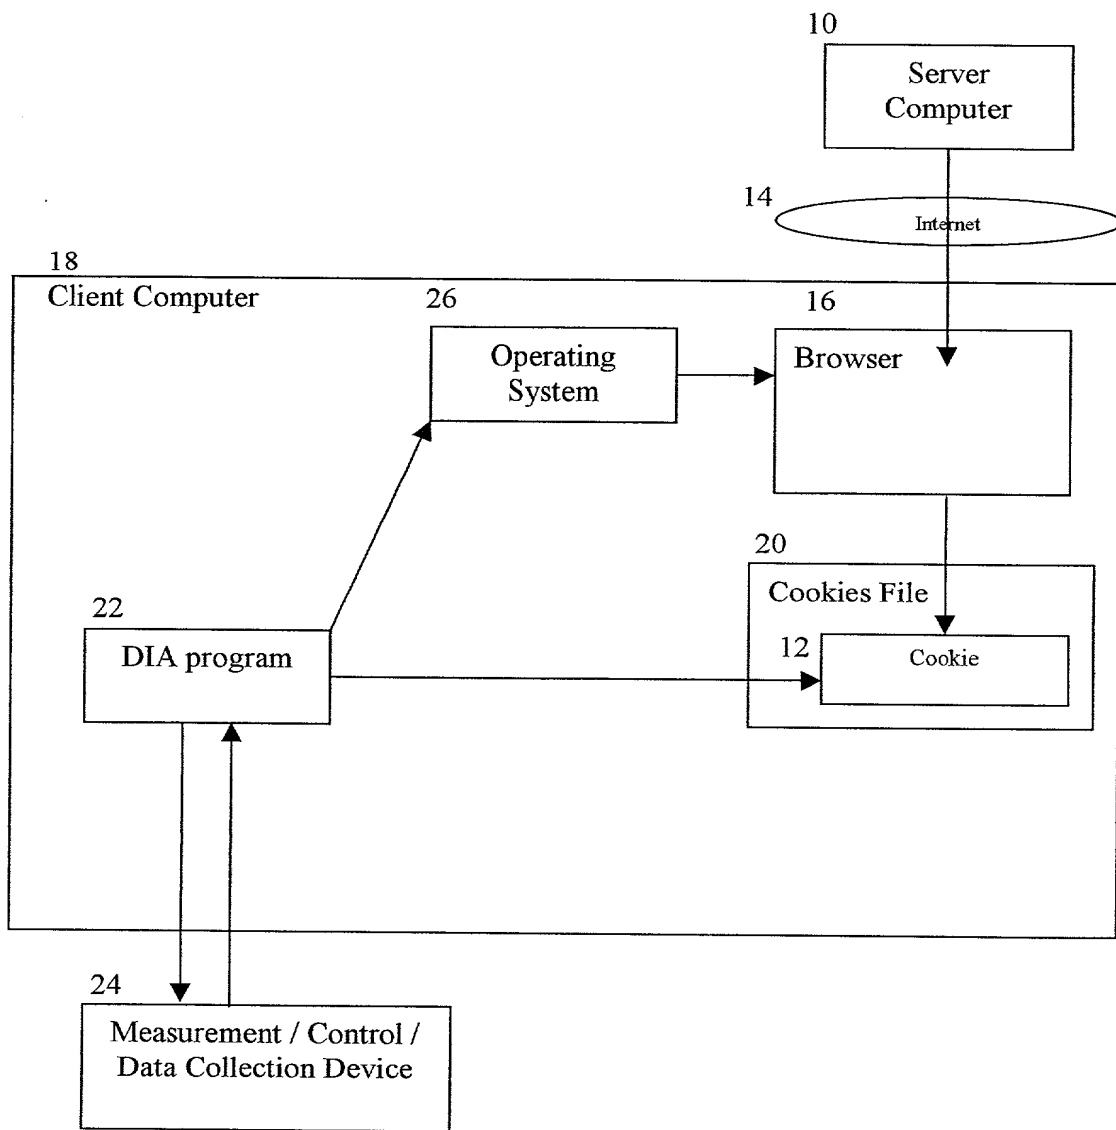 10
Server
Computer
14
Internet
18
Client Computer
26
16
Operating
System
Browser
20
Cookies File
22
DIA program
12
Cookie
24
Measurement / Control /
Data Collection Device